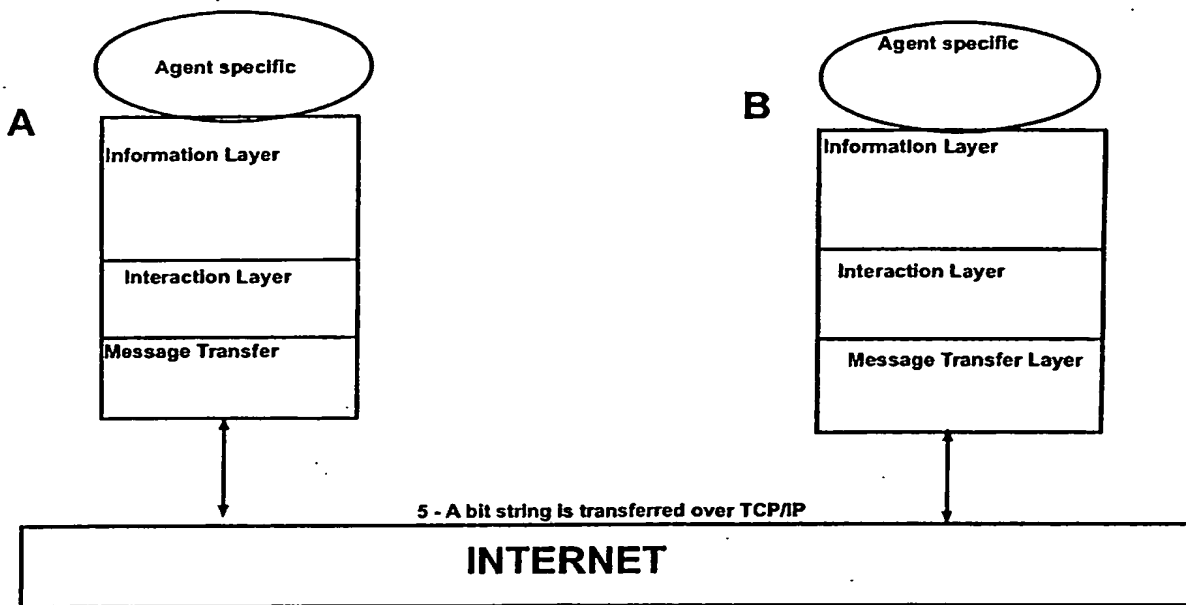 Agent specific
A
Information Layer
Interaction Layer
Message Transfer
Agent specific
B
Information Layer
Interaction Layer
Message Transfer Layer
5 - A bit string is transferred over TCP/IP
INTERNET